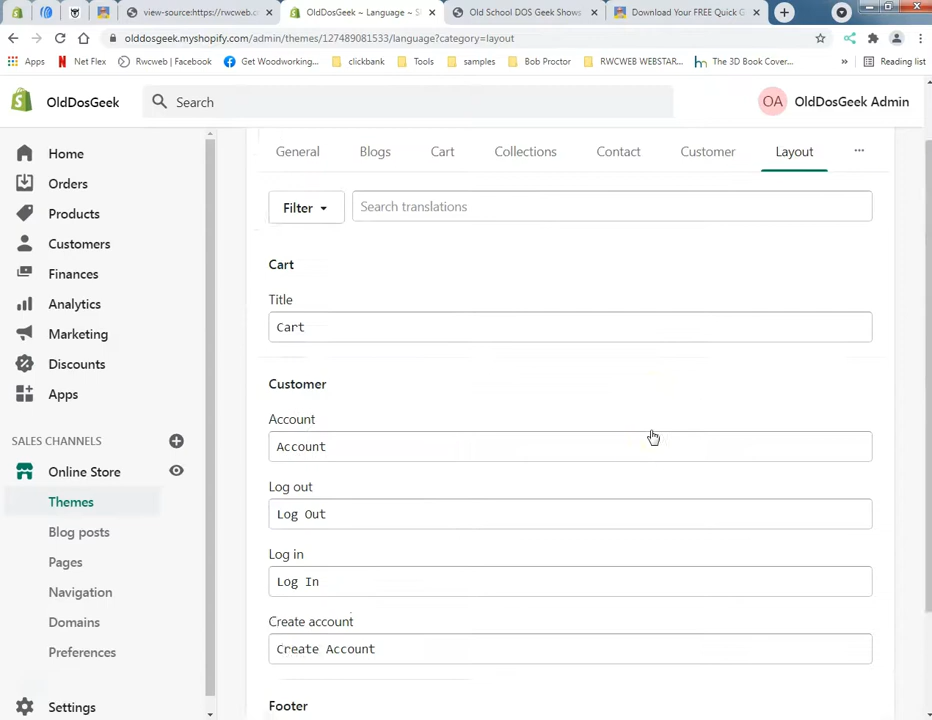 view-source:https://rwcweb.c
OldDosGeek ~ Language ~ S
Old School DOS Geek Shows
Download Your FREE Quick G
olddosgeek.myshopify.com/admin/themes/127489081533/language?category=layout
Apps
Net Flex
Rwcweb | Facebook
Get Woodworking...
clickbank
Tools
samples
Bob Proctor
RWCWEB WEBSTAR...
The 3D Book Cover...
»
Reading list
OldDosGeek
Search
OA
OldDosGeek Admin
Home
Orders
Products
Customers
Finances
Analytics
Marketing
Discounts
Apps
SALES CHANNELS
Online Store
Themes
Blog posts
Pages
Navigation
Domains
Preferences
Settings
General
Blogs
Cart
Collections
Contact
Customer
Layout
...
Filter
Search translations
Cart
Title
Cart
Customer
Account
Account
Log out
Log Out
Log in
Log In
Create account
Create Account
Footer